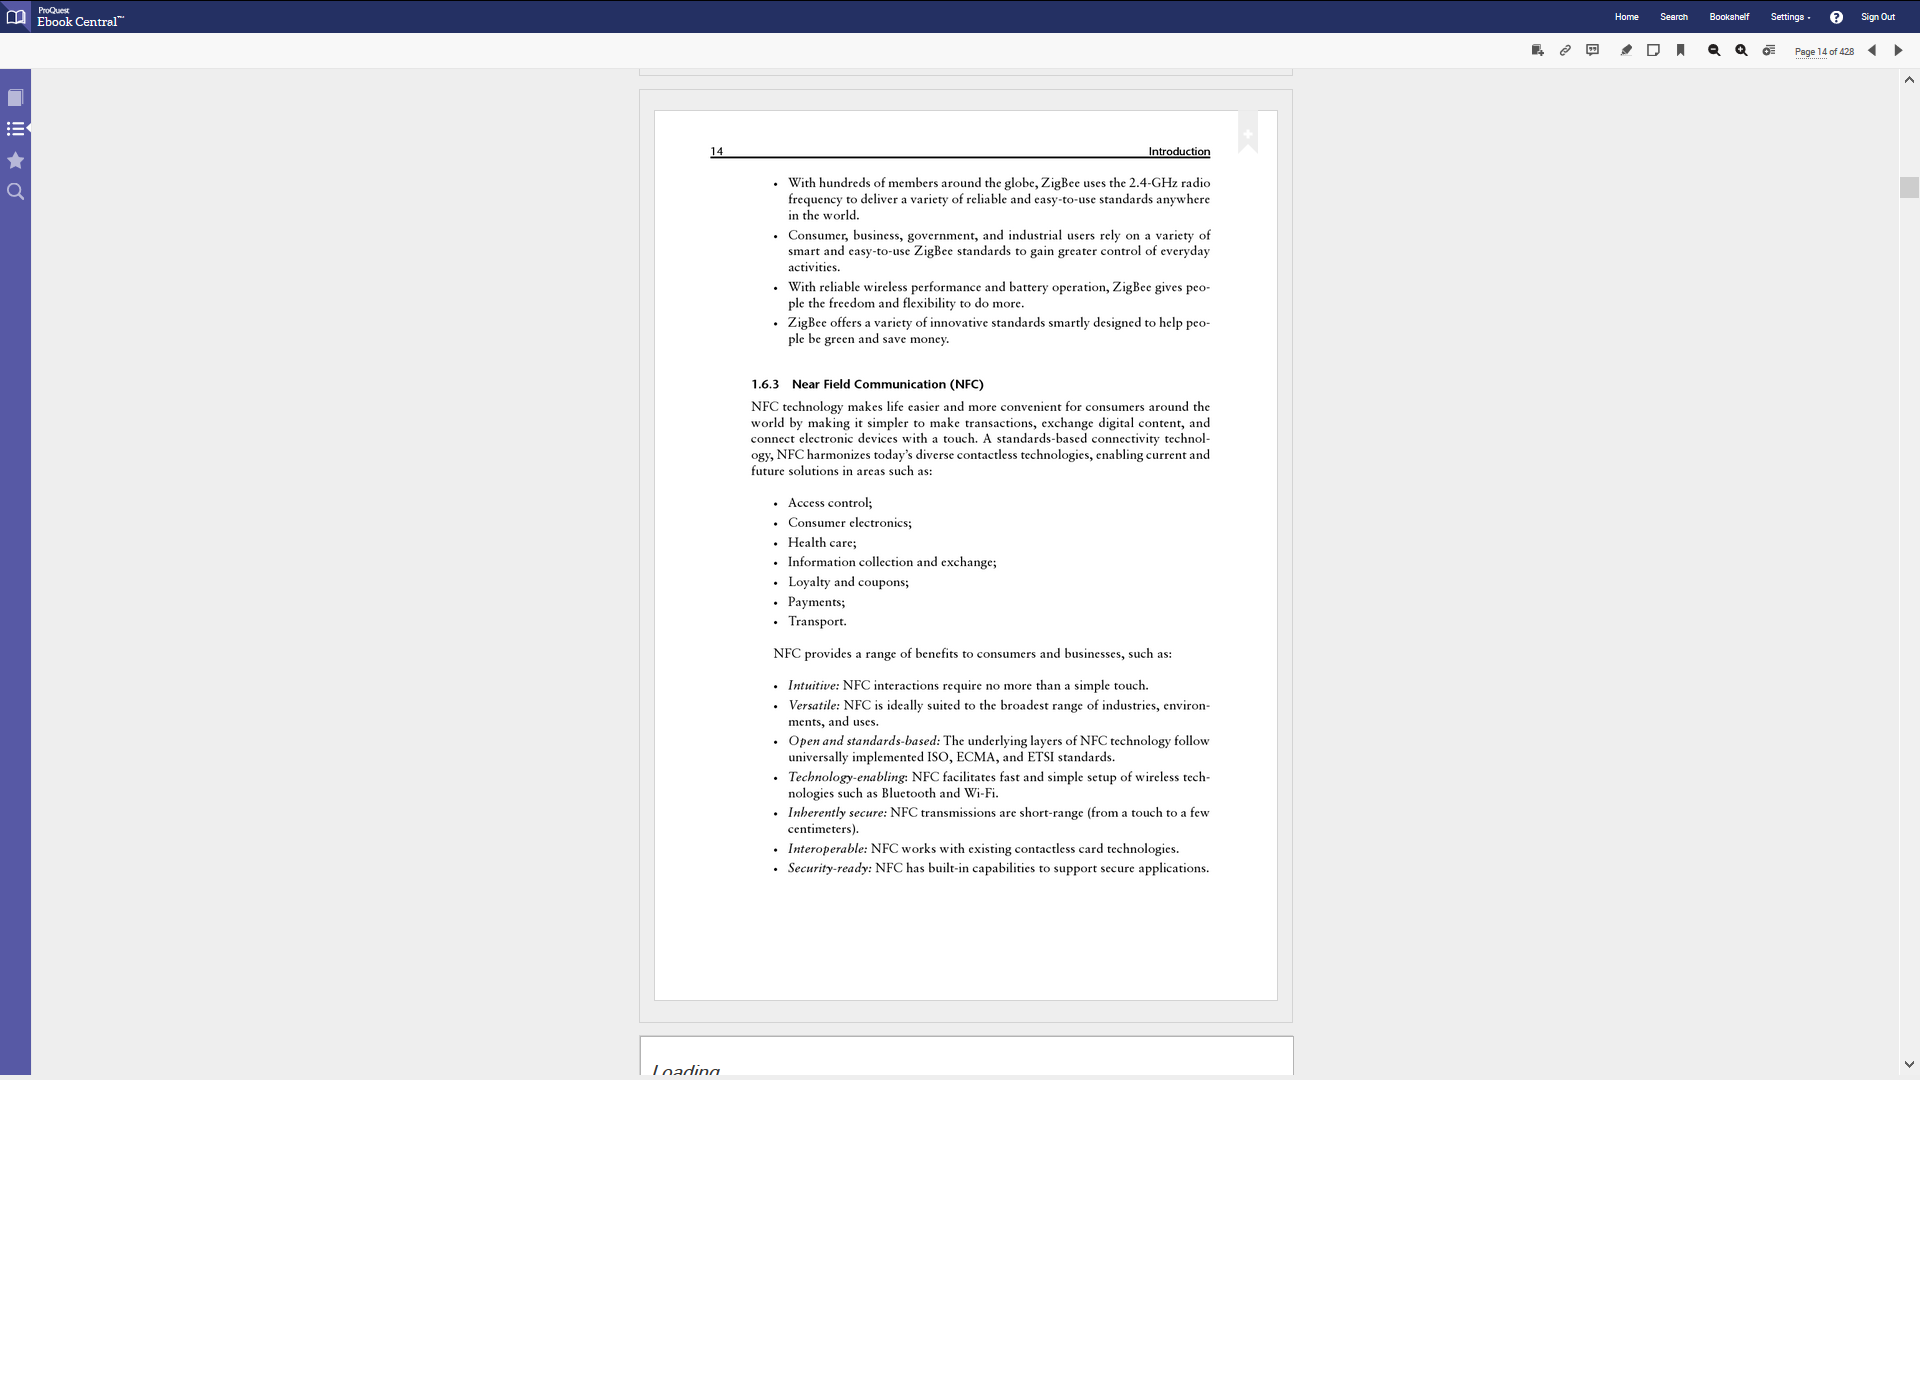 ProQuest
Ebook Central™
Home Search Bookshelf Settings ? Sign Out
Page 14 of 428
14 Introduction
• With hundreds of members around the globe, ZigBee uses the 2.4-GHz radio
frequency to deliver a variety of reliable and easy-to-use standards anywhere
in the world.
• Consumer, business, government, and industrial users rely on a variety of
smart and easy-to-use ZigBee standards to gain greater control of everyday
activities.
• With reliable wireless performance and battery operation, ZigBee gives peo-
ple the freedom and flexibility to do more.
• ZigBee offers a variety of innovative standards smartly designed to help peo-
ple be green and save money.
1.6.3 Near Field Communication (NFC)
NFC technology makes life easier and more convenient for consumers around the
world by making it simpler to make transactions, exchange digital content, and
connect electronic devices with a touch. A standards-based connectivity technol-
ogy, NFC harmonizes today's diverse contactless technologies, enabling current and
future solutions in areas such as:
• Access control;
• Consumer electronics;
• Health care;
• Information collection and exchange;
• Loyalty and coupons;
• Payments;
• Transport.
NFC provides a range of benefits to consumers and businesses, such as:
• Intuitive: NFC interactions require no more than a simple touch.
• Versatile: NFC is ideally suited to the broadest range of industries, environ-
ments, and uses.
• Open and standards-based: The underlying layers of NFC technology follow
universally implemented ISO, ECMA, and ETSI standards.
• Technology-enabling: NFC facilitates fast and simple setup of wireless tech-
nologies such as Bluetooth and Wi-Fi.
• Inherently secure: NFC transmissions are short-range (from a touch to a few
centimeters).
• Interoperable: NFC works with existing contactless card technologies.
• Security-ready: NFC has built-in capabilities to support secure applications.
Loading